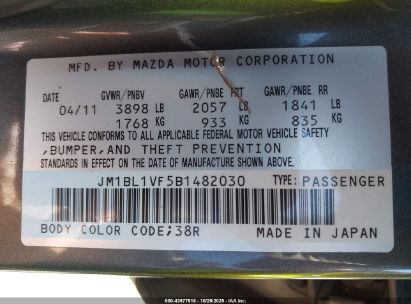 MFD. BY MAZDA MOTOR CORPORATION
DATE GVWR/PNBV GAWR/PNBE FRT GAWR/PNBE RR
04/11 3898 LB 2057 LB 1841 LB
1768 KG 933 KG 835 KG
THIS VEHICLE CONFORMS TO ALL APPLICABLE FEDERAL MOTOR VEHICLE SAFETY
,BUMPER,AND THEFT PREVENTION
STANDARDS IN EFFECT ON THE DATE OF MANUFACTURE SHOWN ABOVE.
JM1BL1VF5B1482030 TYPE: PASSENGER
BODY COLOR CODE;38R MADE IN JAPAN